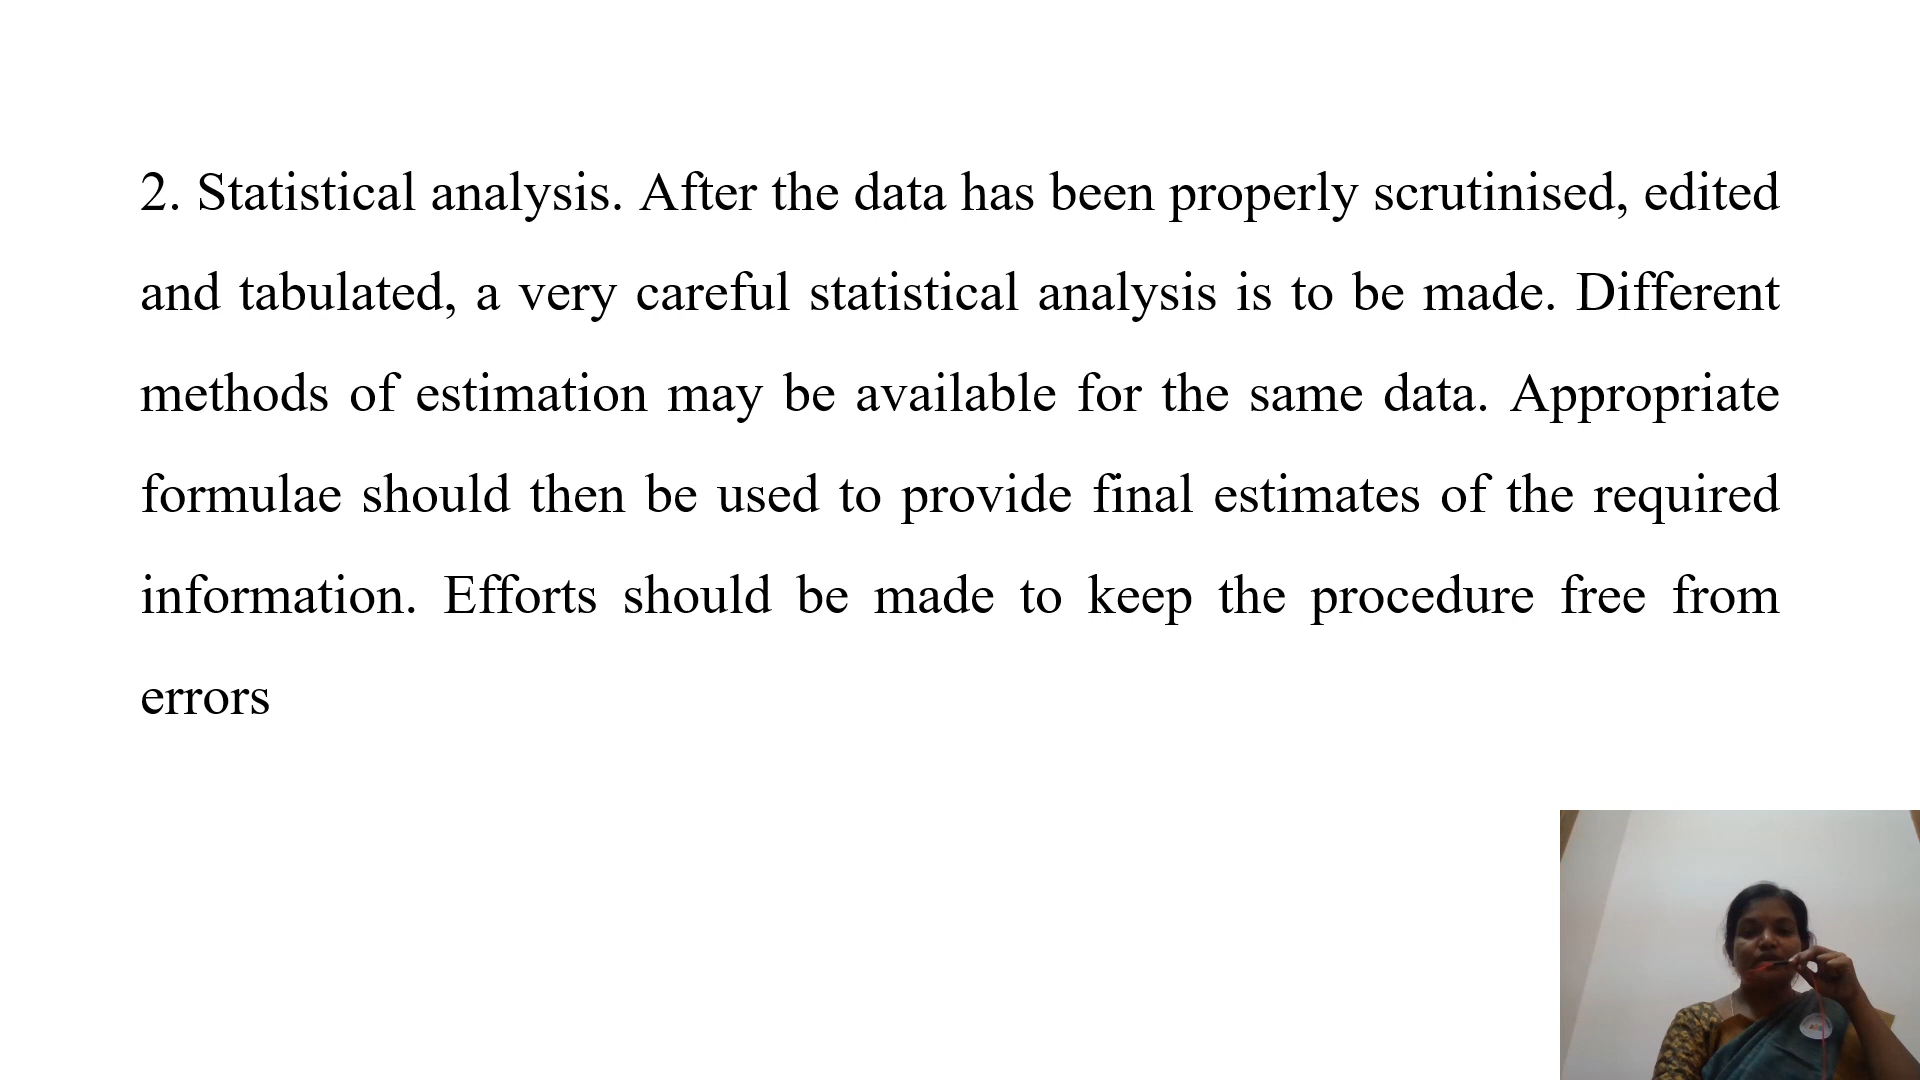 2. Statistical analysis. After the data has been properly scrutinised, edited
and tabulated, a very careful statistical analysis is to be made. Different
methods of estimation may be available for the same data. Appropriate
formulae should then be used to provide final estimates of the required
information. Efforts should be made to keep the procedure free from
errors